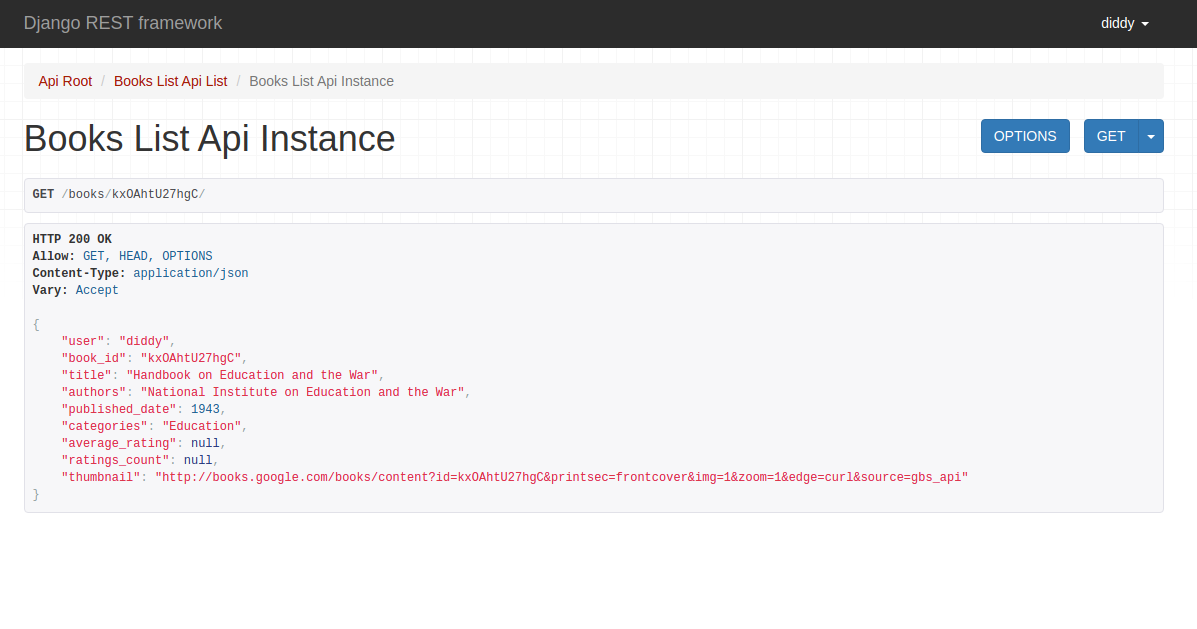 Django REST framework
diddy
Api Root / Books List Api List / Books List Api Instance
Books List Api Instance
OPTIONS
GET
GET /books/kxOAhtU27hgC/
HTTP 200 OK
Allow: GET, HEAD, OPTIONS
Content-Type: application/json
Vary: Accept
{
    "user": "diddy",
    "book_id": "kxOAhtU27hgC",
    "title": "Handbook on Education and the War",
    "authors": "National Institute on Education and the War",
    "published_date": 1943,
    "categories": "Education",
    "average_rating": null,
    "ratings_count": null,
    "thumbnail": "http://books.google.com/books/content?id=kxOAhtU27hgC&printsec=frontcover&img=1&zoom=1&edge=curl&source=gbs_api"
}